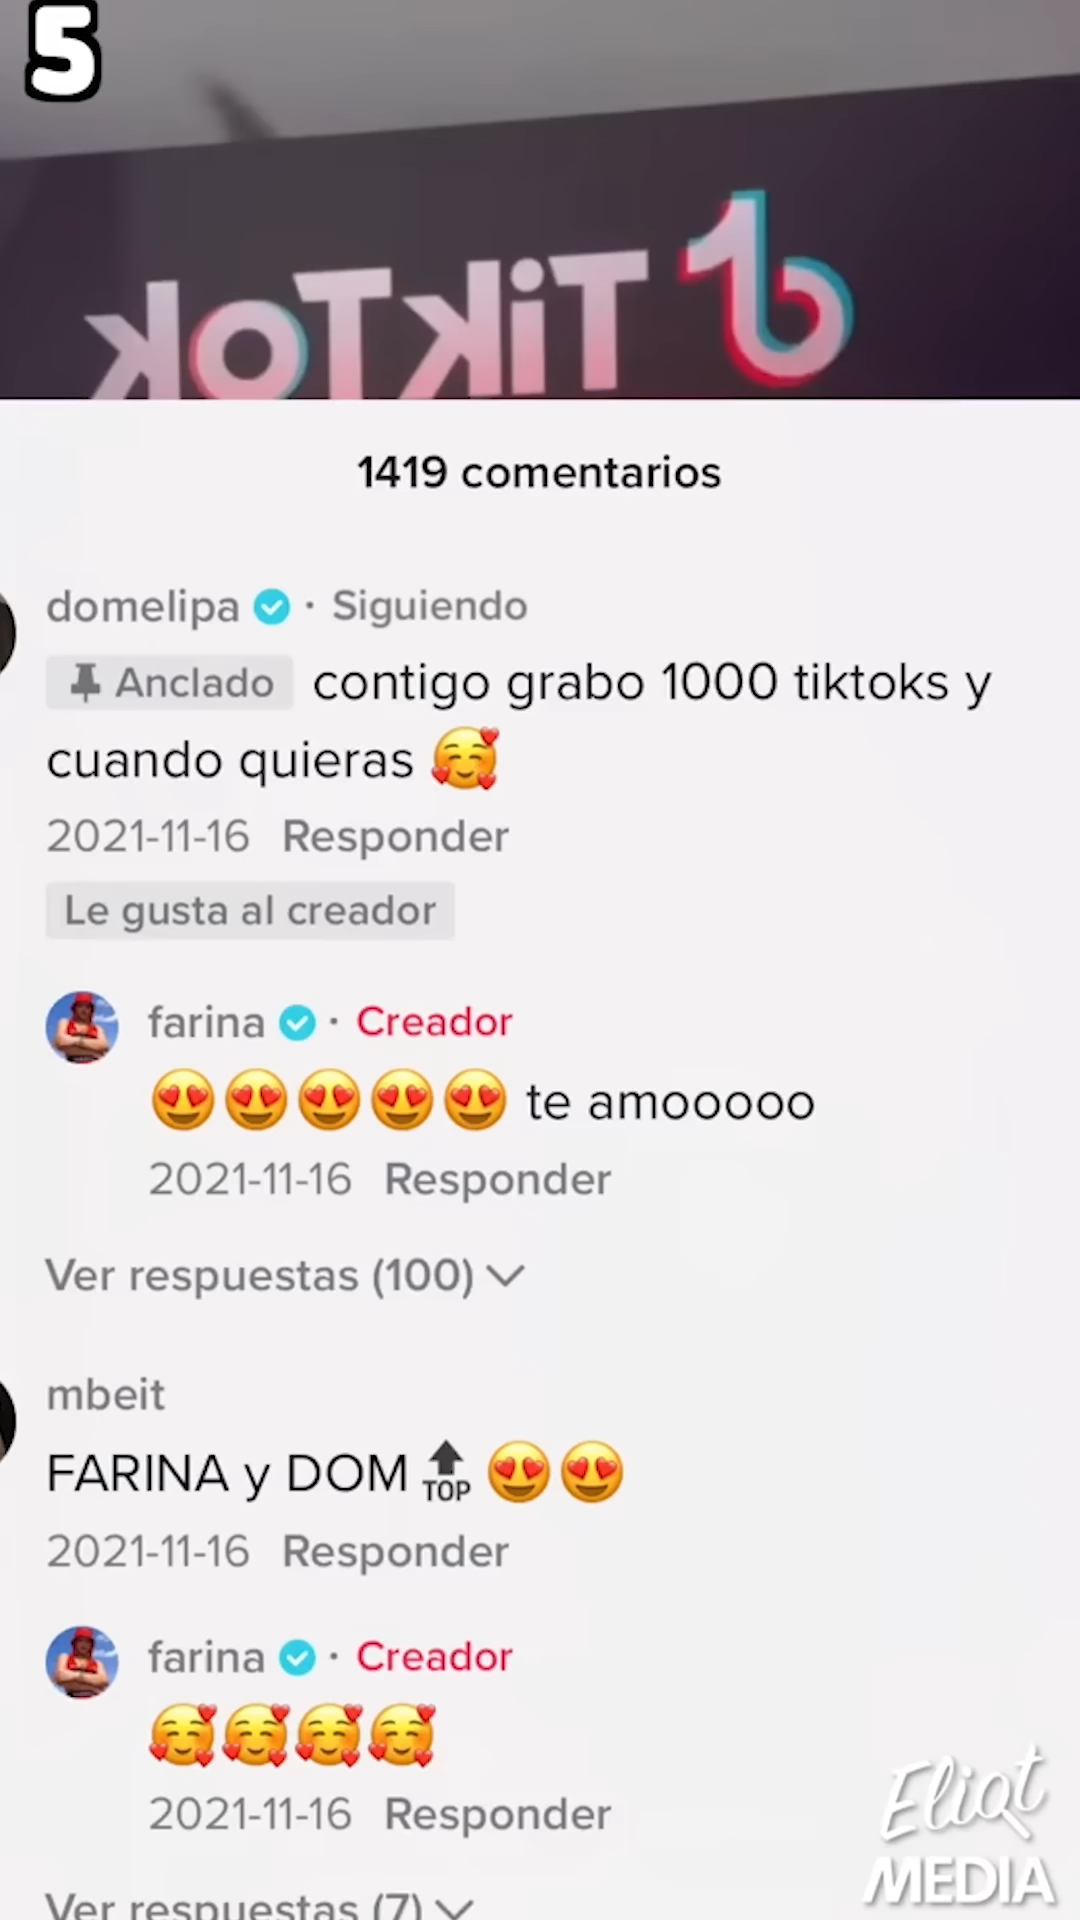 5
TikTok
1419 comentarios
domelipa · Siguiendo
Anclado contigo grabo 1000 tiktoks y
cuando quieras 🥰
2021-11-16 Responder
Le gusta al creador
farina · Creador
😍😍😍😍😍 te amooooo
2021-11-16 Responder
Ver respuestas (100)
mbeit
FARINA y DOM 🔝 😍😍
2021-11-16 Responder
farina · Creador
🥰🥰🥰🥰
2021-11-16 Responder
Ver respuestas (7)
Eliot
MEDIA